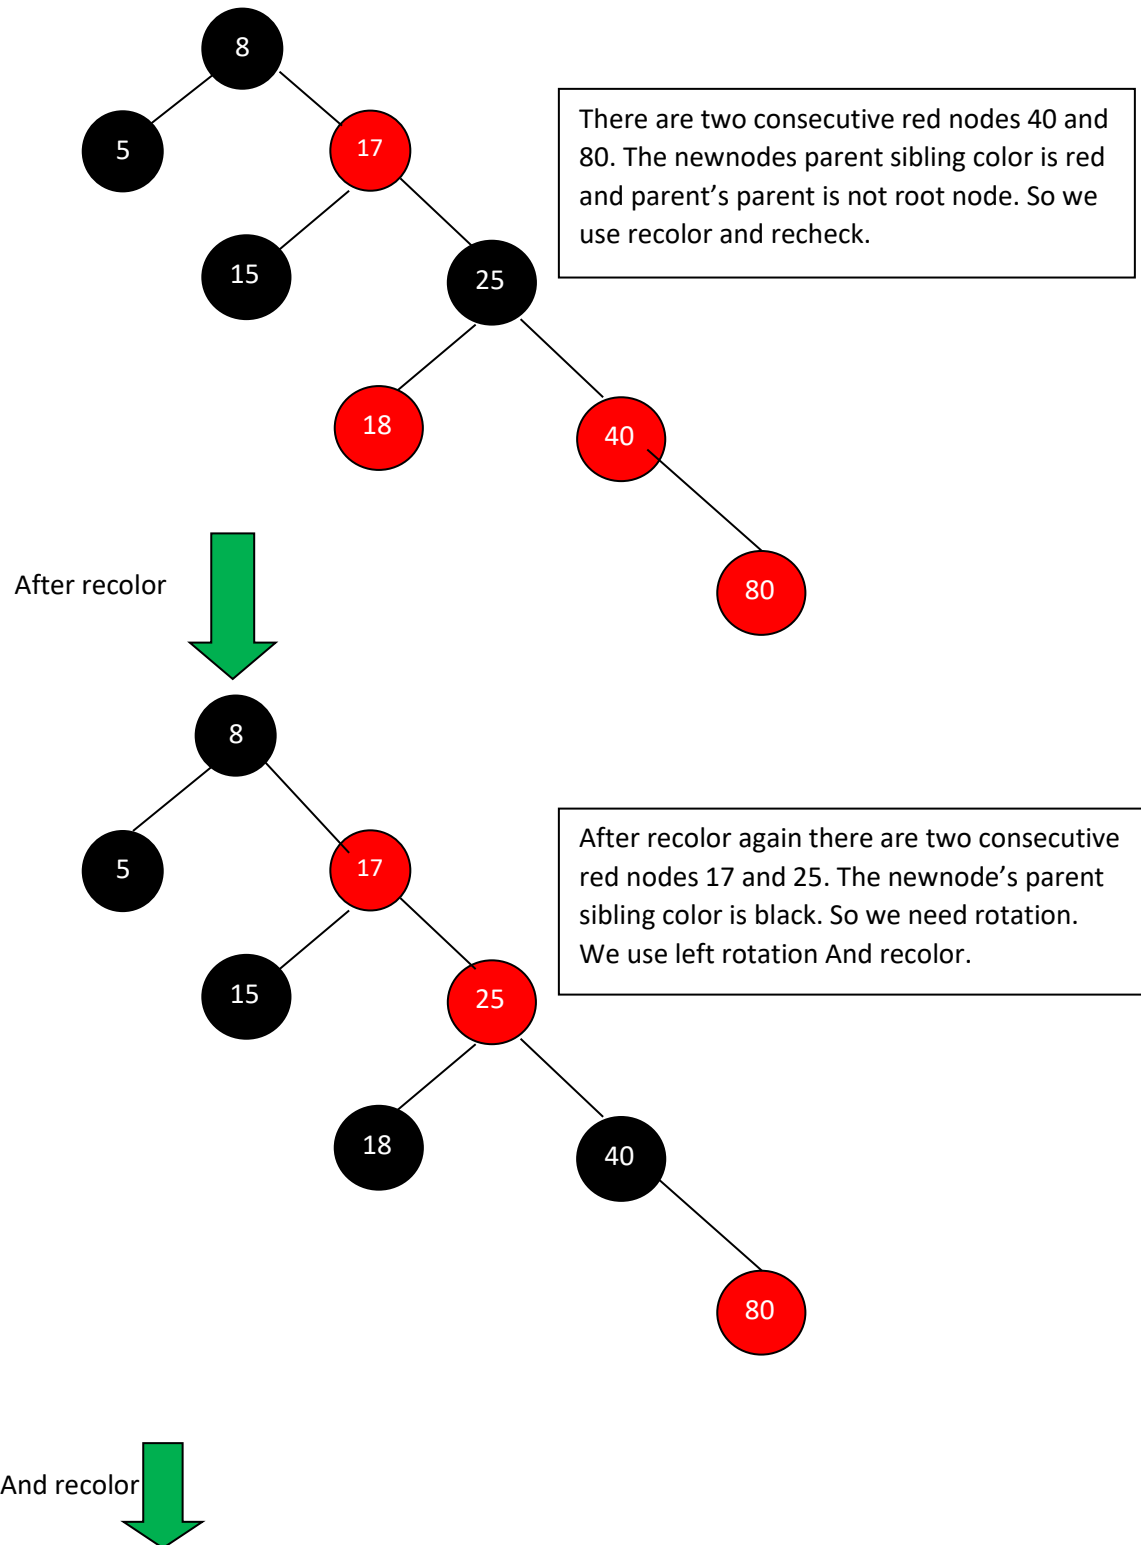 8
5
17
There are two consecutive red nodes 40 and
80. The newnodes parent sibling color is red
and parent's parent is not root node. So we
use recolor and recheck.
15
25
18
40
After recolor
80
8
5
17
After recolor again there are two consecutive
red nodes 17 and 25. The newnode's parent
sibling color is black. So we need rotation.
We use left rotation And recolor.
15
25
18
40
80
And recolor